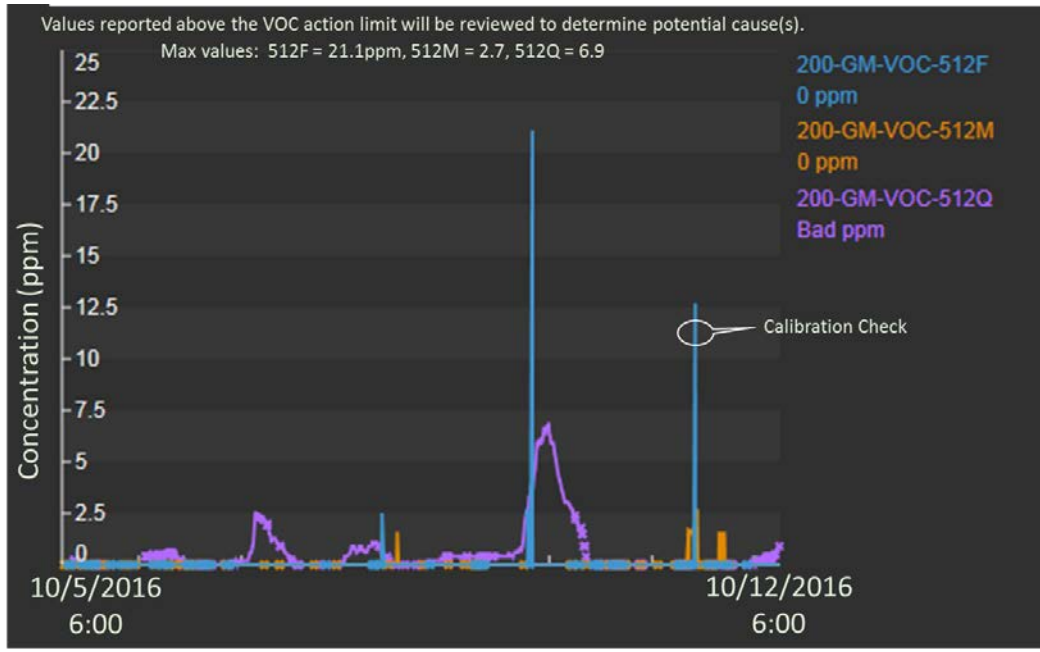 Values reported above the VOC action limit will be reviewed to determine potential cause(s).
Max values: 512F = 21.1ppm, 512M = 2.7, 512Q = 6.9
25
22.5
20
17.5
15
12.5
10
7.5
5
2.5
0
Concentration (ppm)
200-GM-VOC-512F
0 ppm
200-GM-VOC-512M
0 ppm
200-GM-VOC-512Q
Bad ppm
Calibration Check
10/5/2016
6:00
10/12/2016
6:00